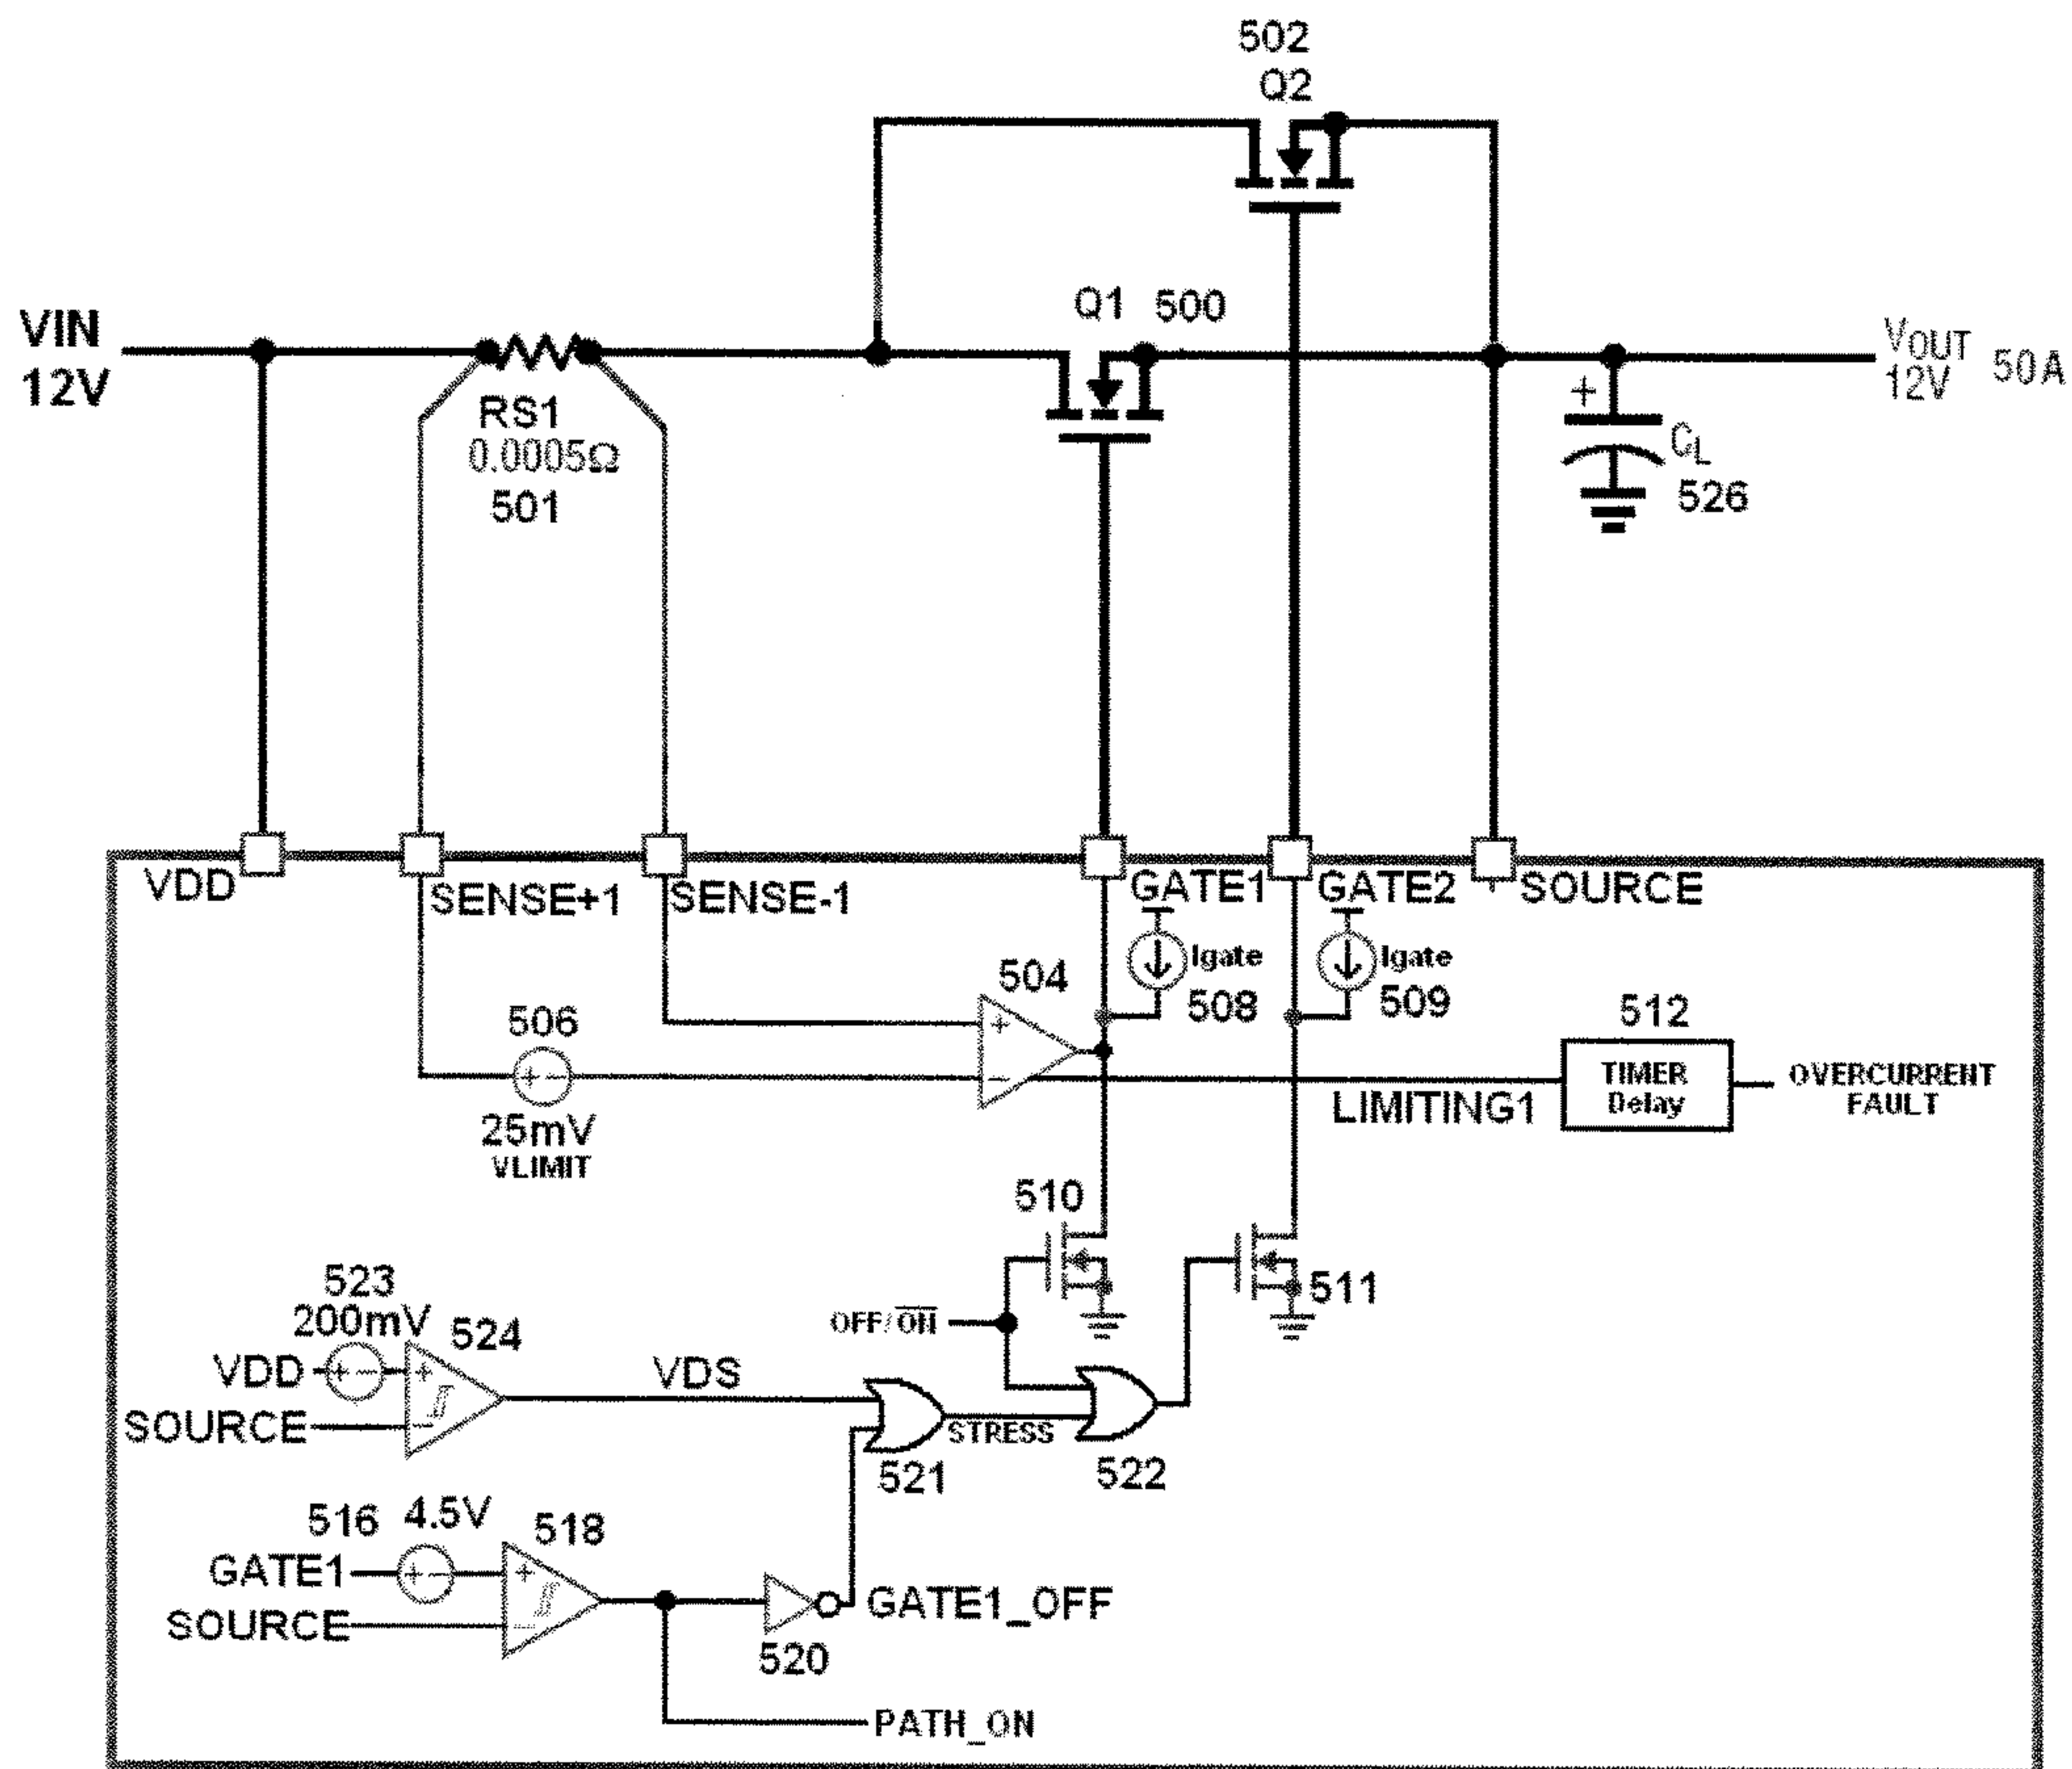 502
Q2
Q1 500
VIN
12V
RS1
0.0005Ω
501
VOUT
12V
50A
+
CL
526
VDD
SENSE+1
SENSE-1
GATE1
GATE2
SOURCE
Igate
508
Igate
509
504
+
−
506
+ −
25mV
VLIMIT
512
TIMER
Delay
OVERCURRENT
FAULT
LIMITING1
510
511
OFF/ON
523
200mV
524
VDD
+ −
+
−
SOURCE
VDS
STRESS
521
522
516
4.5V
518
GATE1
+ −
+
−
SOURCE
520
GATE1_OFF
PATH_ON